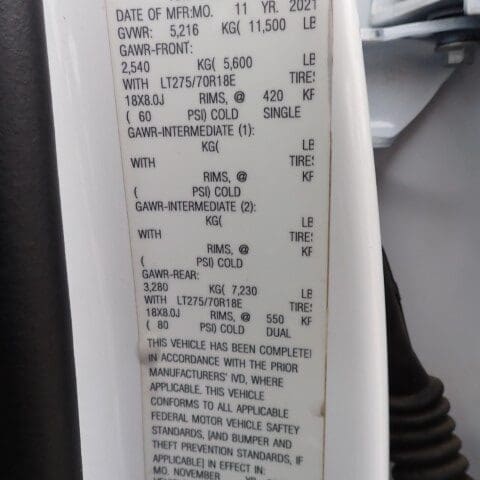 DATE OF MFR:MO. 11 YR. 2021
GVWR: 5,216 KG( 11,500 LB
GAWR-FRONT:
2,540 KG( 5,600 LB
WITH LT275/70R18E TIRES
18X8.0J RIMS, @ 420 KP
( 60 PSI) COLD SINGLE
GAWR-INTERMEDIATE (1):
KG( LB
WITH TIRES
RIMS, @ KP
( PSI) COLD
GAWR-INTERMEDIATE (2):
KG( LB
WITH TIRES
RIMS, @ KP
( PSI) COLD
GAWR-REAR:
3,280 KG( 7,230 LB
WITH LT275/70R18E TIRES
18X8.0J RIMS, @ 550 KP
( 80 PSI) COLD DUAL
THIS VEHICLE HAS BEEN COMPLETE
IN ACCORDANCE WITH THE PRIOR
MANUFACTURERS' IVD, WHERE
APPLICABLE. THIS VEHICLE
CONFORMS TO ALL APPLICABLE
FEDERAL MOTOR VEHICLE SAFTEY
STANDARDS, [AND BUMPER AND
THEFT PREVENTION STANDARDS, IF
APPLICABLE] IN EFFECT IN:
MO. NOVEMBER YR.